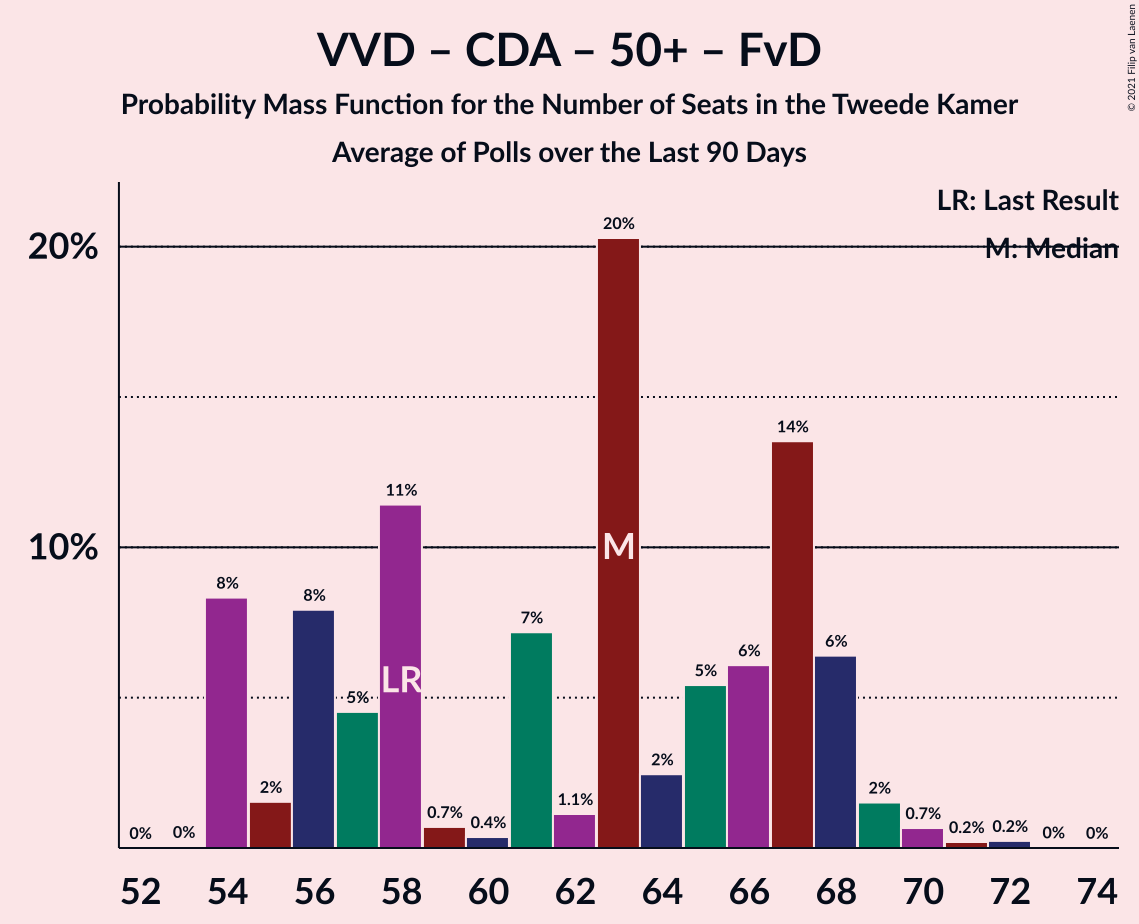 VVD – CDA – 50+ – FvD
Probability Mass Function for the Number of Seats in the Tweede Kamer
Average of Polls over the Last 90 Days
© 2021 Filip van Laenen
LR: Last Result
M: Median
20%
10%
0%
0%
8%
2%
8%
5%
11%
0.7%
0.4%
7%
1.1%
20%
2%
5%
6%
14%
6%
2%
0.7%
0.2%
0.2%
0%
0%
LR
M
52 54 56 58 60 62 64 66 68 70 72 74